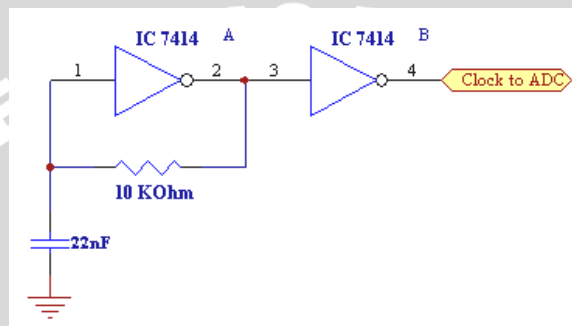 IC 7414 A
IC 7414 B
1
2
3
4
Clock to ADC
10 KOhm
22nF